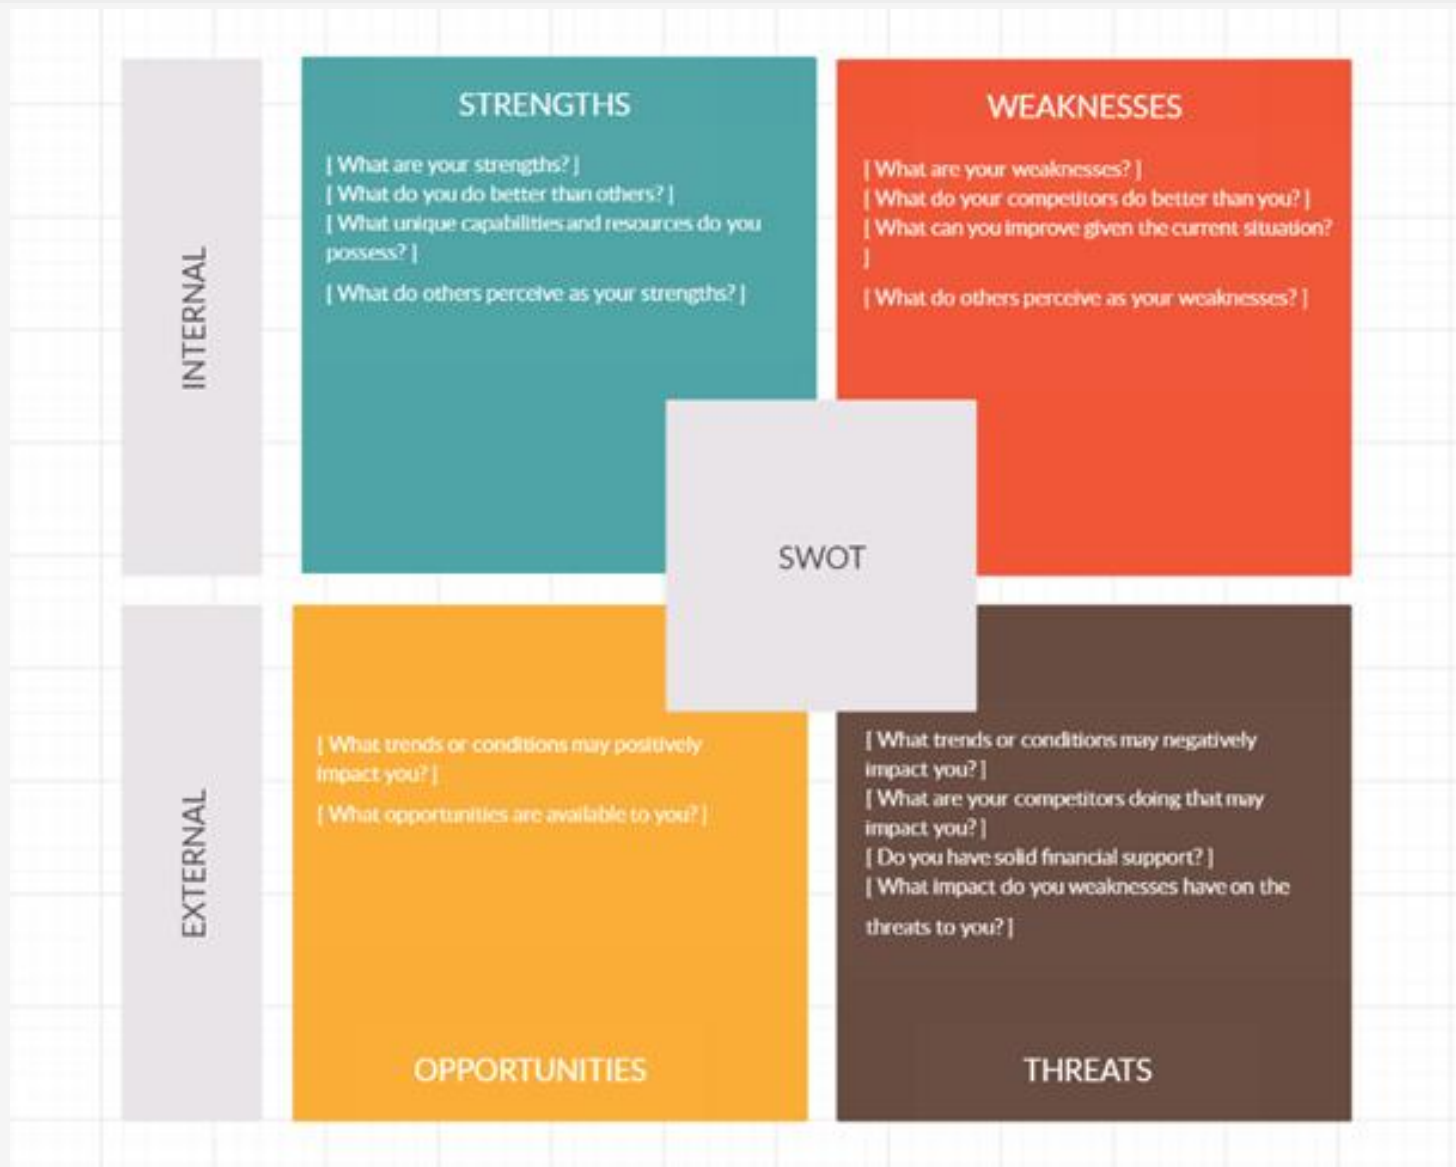 INTERNAL
STRENGTHS
[ What are your strengths? ]
[ What do you do better than others? ]
[ What unique capabilities and resources do you
possess? ]
[ What do others perceive as your strengths? ]
WEAKNESSES
[ What are your weaknesses? ]
[ What do your competitors do better than you? ]
[ What can you improve given the current situation?
]
[ What do others perceive as your weaknesses? ]
SWOT
EXTERNAL
[ What trends or conditions may positively
impact you? ]
[ What opportunities are available to you? ]
OPPORTUNITIES
[ What trends or conditions may negatively
impact you? ]
[ What are your competitors doing that may
impact you? ]
[ Do you have solid financial support? ]
[ What impact do you weaknesses have on the
threats to you? ]
THREATS